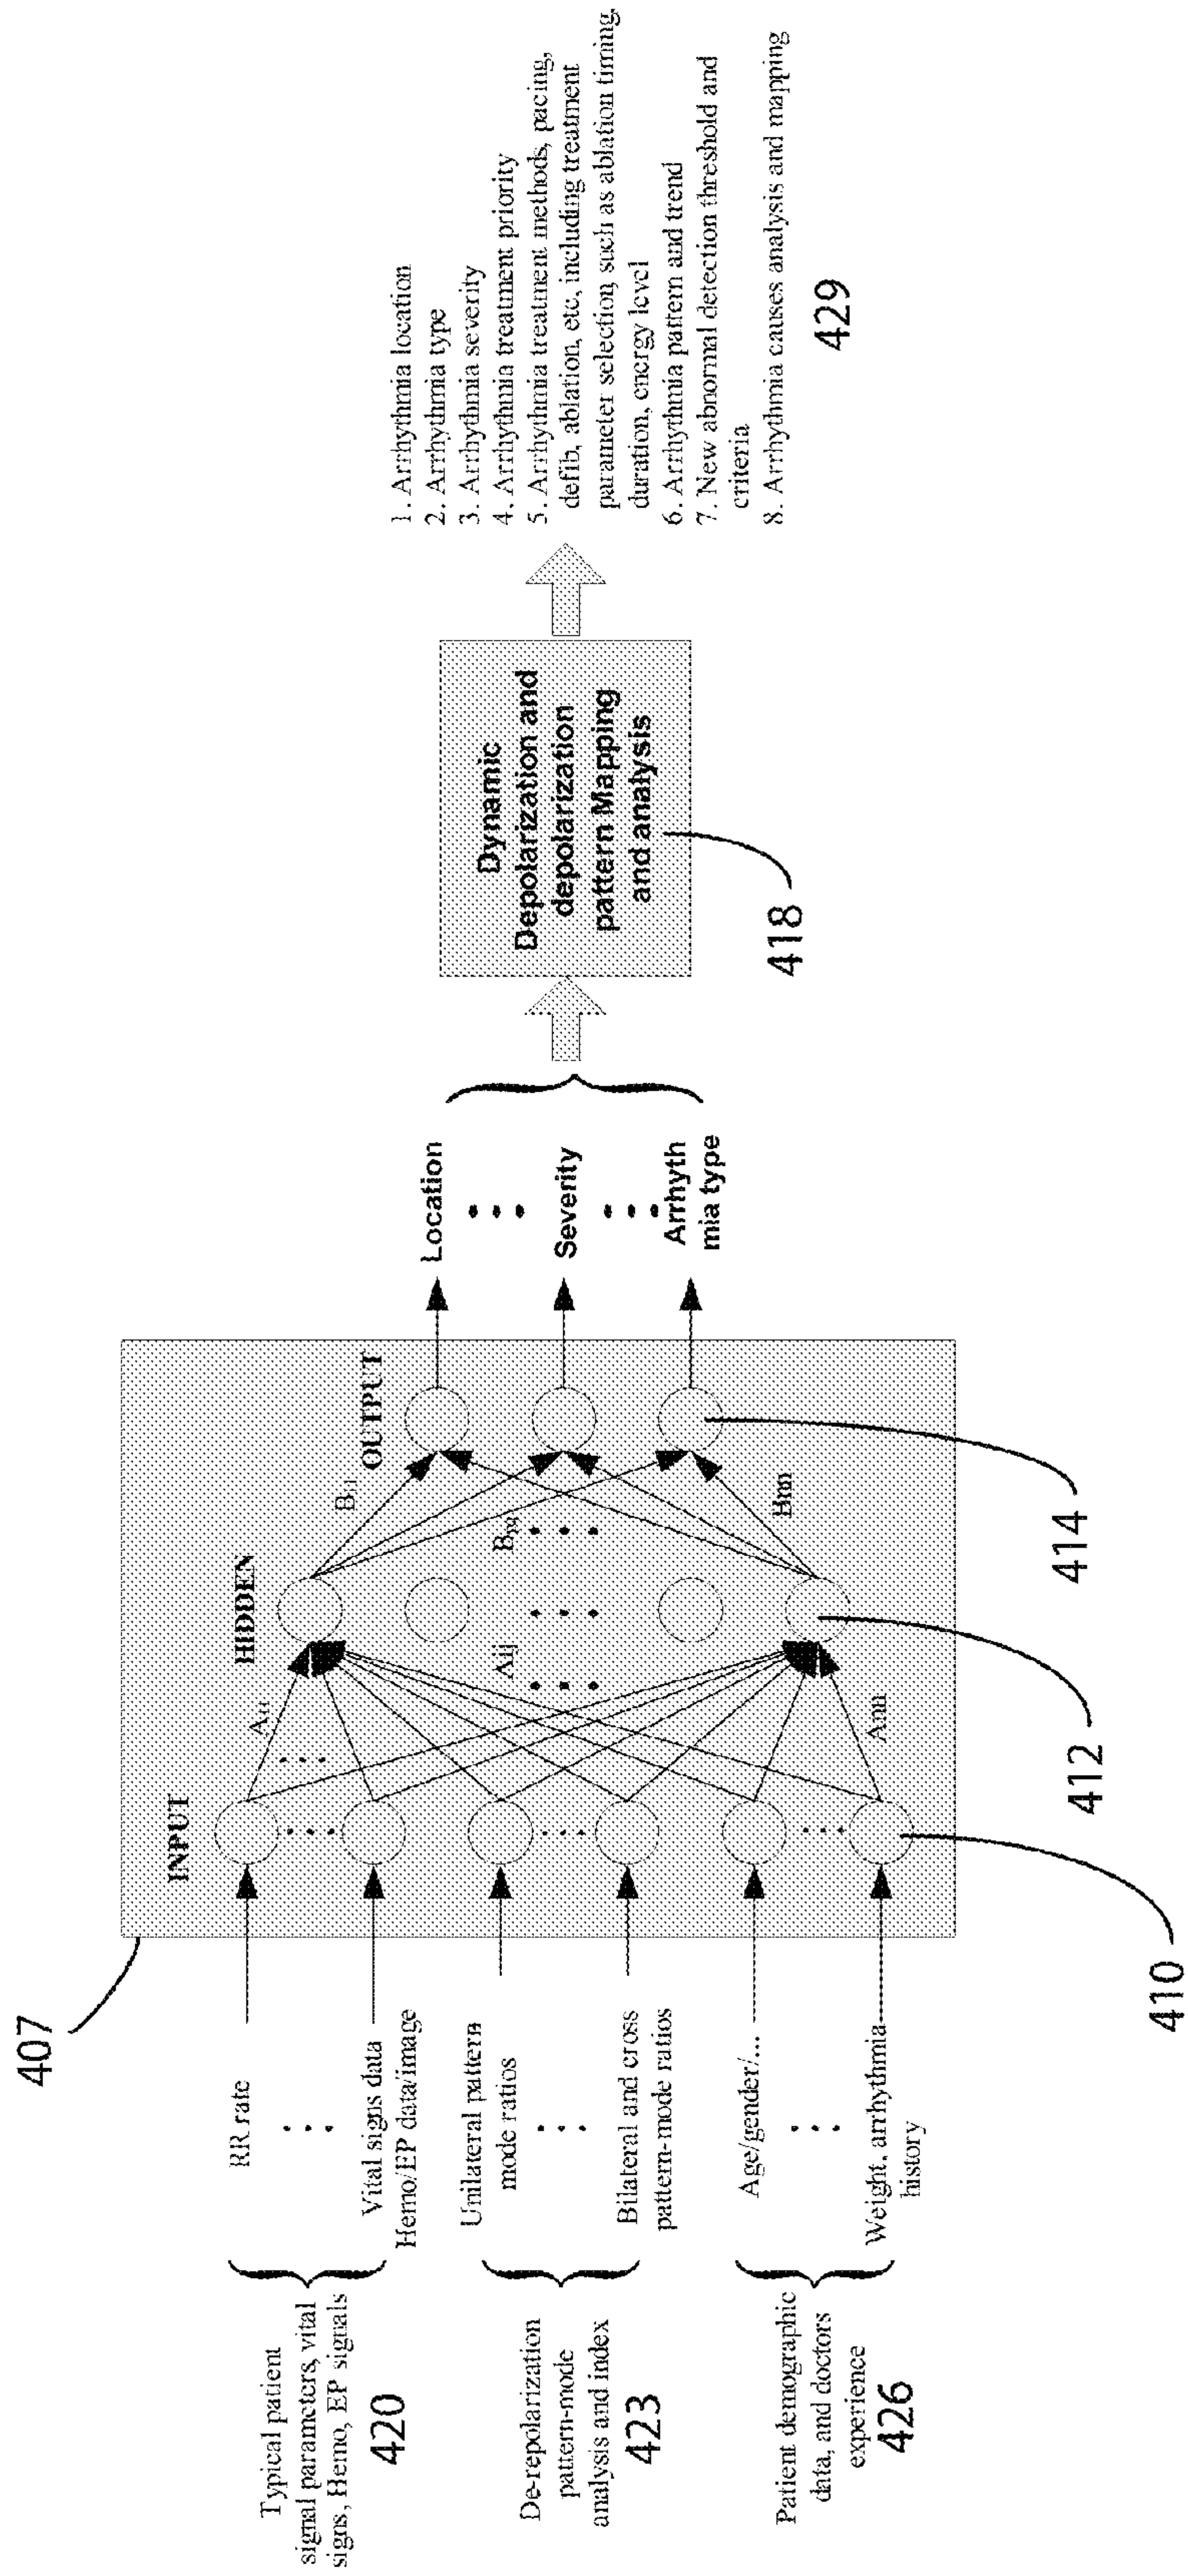 407
Typical patient
signal parameters, vital
signs, Hemo, EP signals
420
De-repolarization
pattern-mode
analysis and index
423
Patient demographic
data, and doctors
experience
426
RR rate
Vital signs data
Hemo/EP data/image
Unilateral pattern
mode ratios
Bilateral and cross
pattern-mode ratios
Age/gender/...
Weight, arrhythmia
history
INPUT
HIDDEN
OUTPUT
A₁₁
Aij
Ann
B₁₁
Bpq
Bnn
410
412
414
Location
Severity
Arrhyth
mia type
Dynamic
Depolarization and
depolarization
pattern Mapping
and analysis
418
1. Arrhythmia location
2. Arrhythmia type
3. Arrhythmia severity
4. Arrhythmia treatment priority
5. Arrhythmia treatment methods, pacing,
defib, ablation, etc, including treatment
parameter selection, such as ablation timing,
duration, energy level
6. Arrhythmia pattern and trend
7. New abnormal detection threshold and
criteria
8. Arrhythmia causes analysis and mapping
429